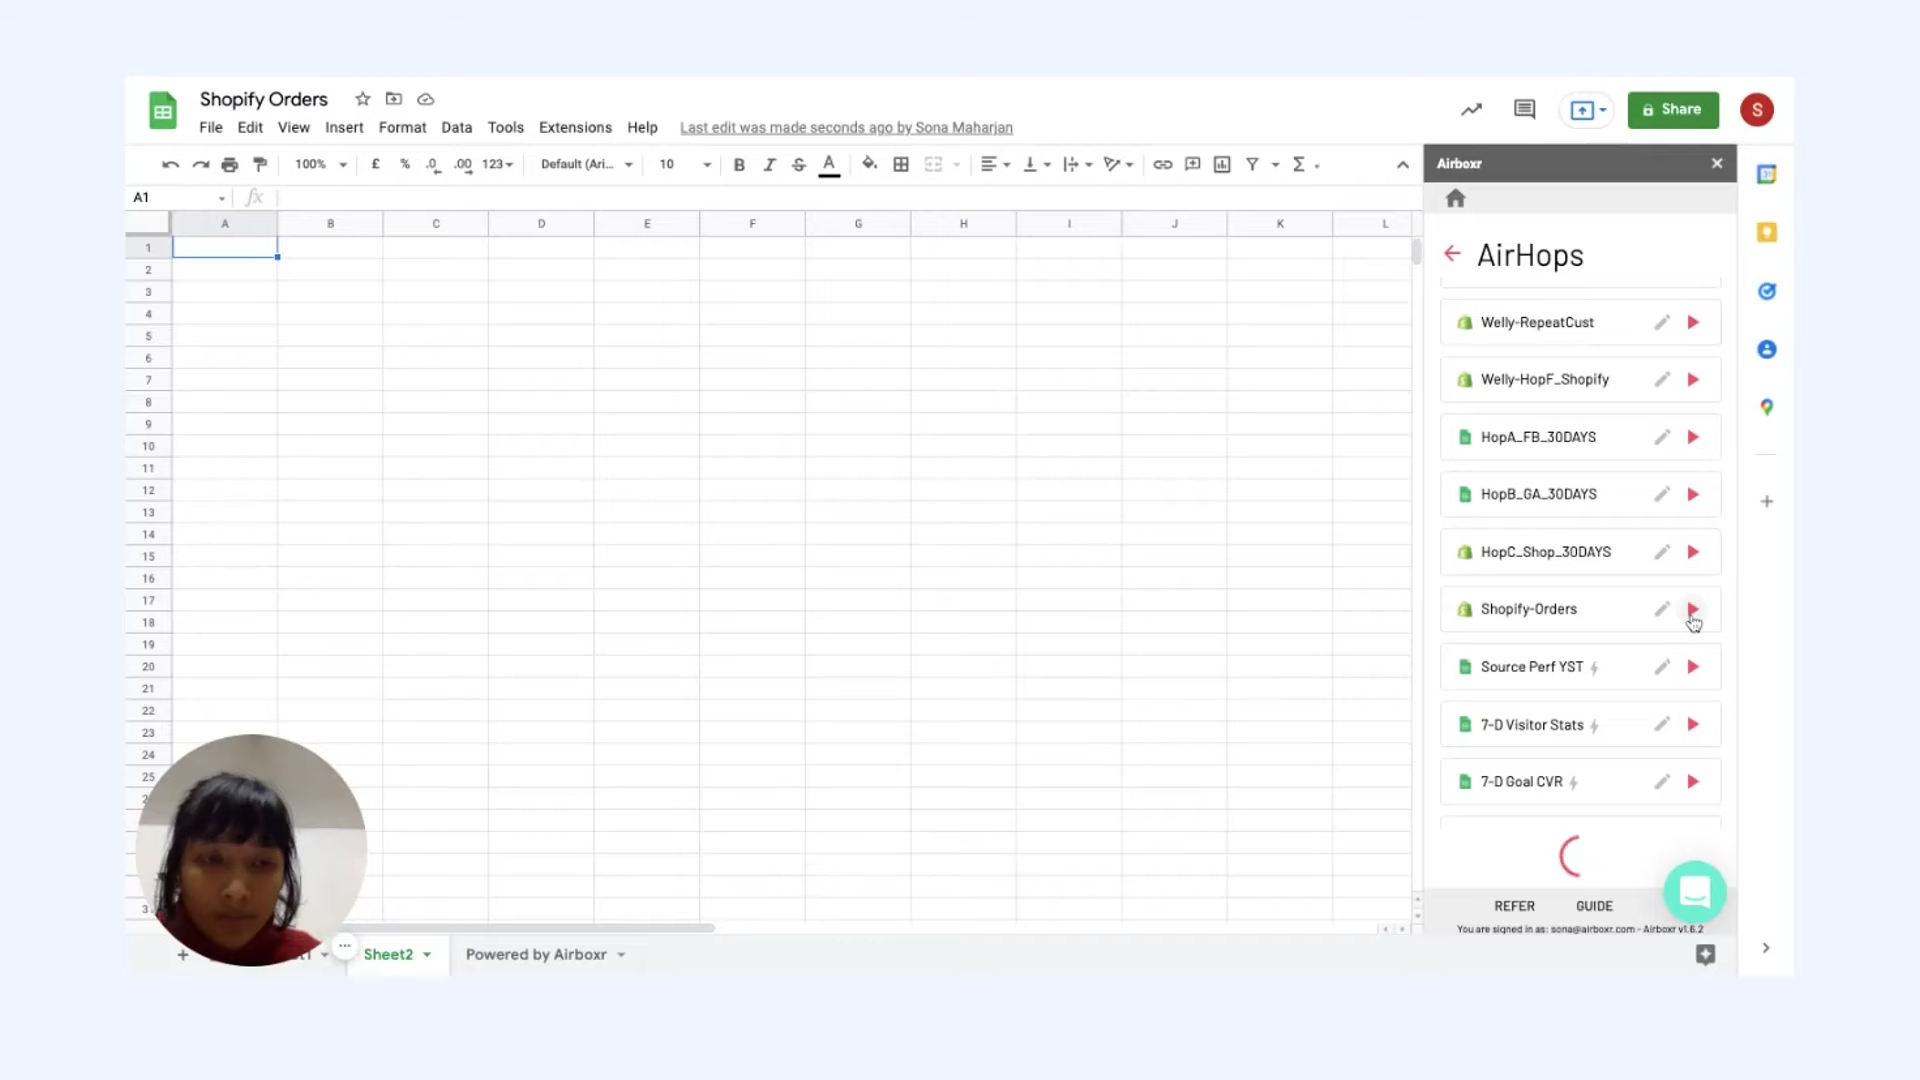 Shopify Orders
File Edit View Insert Format Data Tools Extensions Help Last edit was made seconds ago by Sona Maharjan
Share
S
100% £ % .0 .00 123 Default (Ari... 10 B I S A Σ
Airboxr
A1 fx
A B C D E F G H I J K L
1
2
3
4
5
6
7
8
9
10
11
12
13
14
15
16
17
18
19
20
21
22
23
24
25
AirHops
Welly-RepeatCust
Welly-HopF_Shopify
HopA_FB_30DAYS
HopB_GA_30DAYS
HopC_Shop_30DAYS
Shopify-Orders
Source Perf YST
7-D Visitor Stats
7-D Goal CVR
REFER GUIDE
You are signed in as: sona@airboxr.com - Airboxr v1.6.2
Sheet2 Powered by Airboxr
31